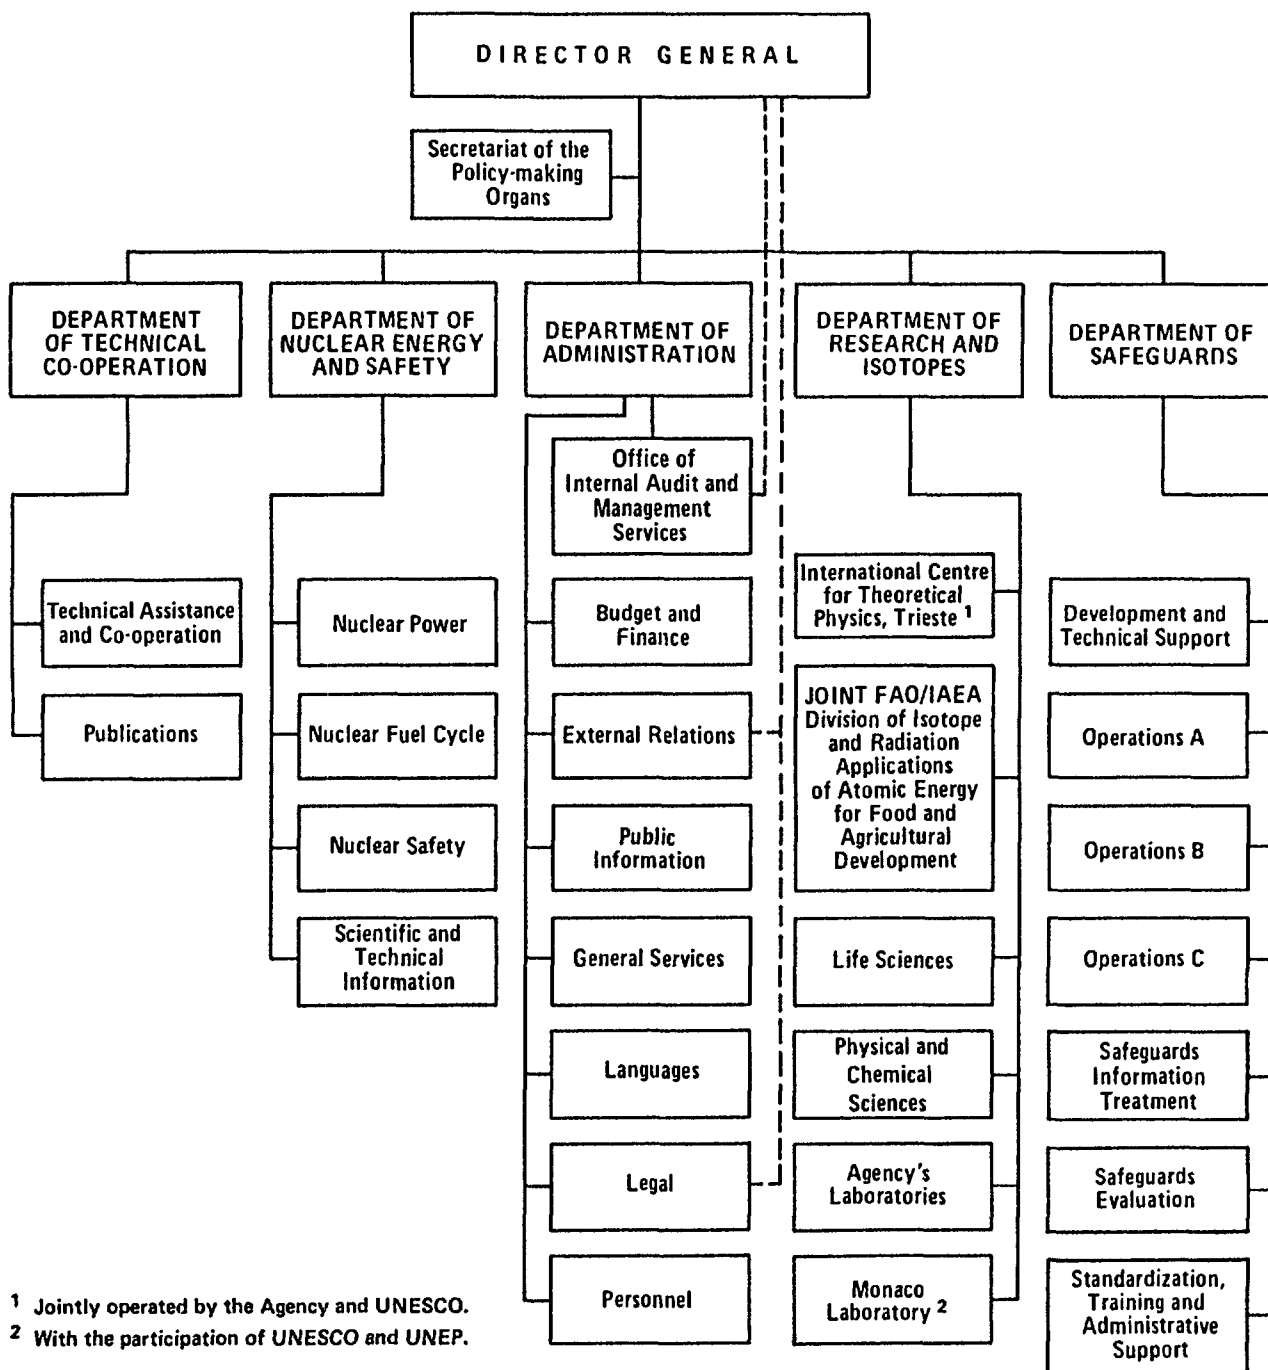 DIRECTOR GENERAL
Secretariat of the
Policy-making
Organs
DEPARTMENT
OF TECHNICAL
CO-OPERATION
DEPARTMENT OF
NUCLEAR ENERGY
AND SAFETY
DEPARTMENT OF
ADMINISTRATION
DEPARTMENT OF
RESEARCH AND
ISOTOPES
DEPARTMENT OF
SAFEGUARDS
Technical Assistance
and Co-operation
Publications
Nuclear Power
Nuclear Fuel Cycle
Nuclear Safety
Scientific and
Technical
Information
Office of
Internal Audit and
Management
Services
Budget and
Finance
External Relations
Public
Information
General Services
Languages
Legal
Personnel
International Centre
for Theoretical
Physics, Trieste 1
JOINT FAO/IAEA
Division of Isotope
and Radiation
Applications
of Atomic Energy
for Food and
Agricultural
Development
Life Sciences
Physical and
Chemical
Sciences
Agency's
Laboratories
Monaco
Laboratory 2
Development and
Technical Support
Operations A
Operations B
Operations C
Safeguards
Information
Treatment
Safeguards
Evaluation
Standardization,
Training and
Administrative
Support
1 Jointly operated by the Agency and UNESCO.
2 With the participation of UNESCO and UNEP.